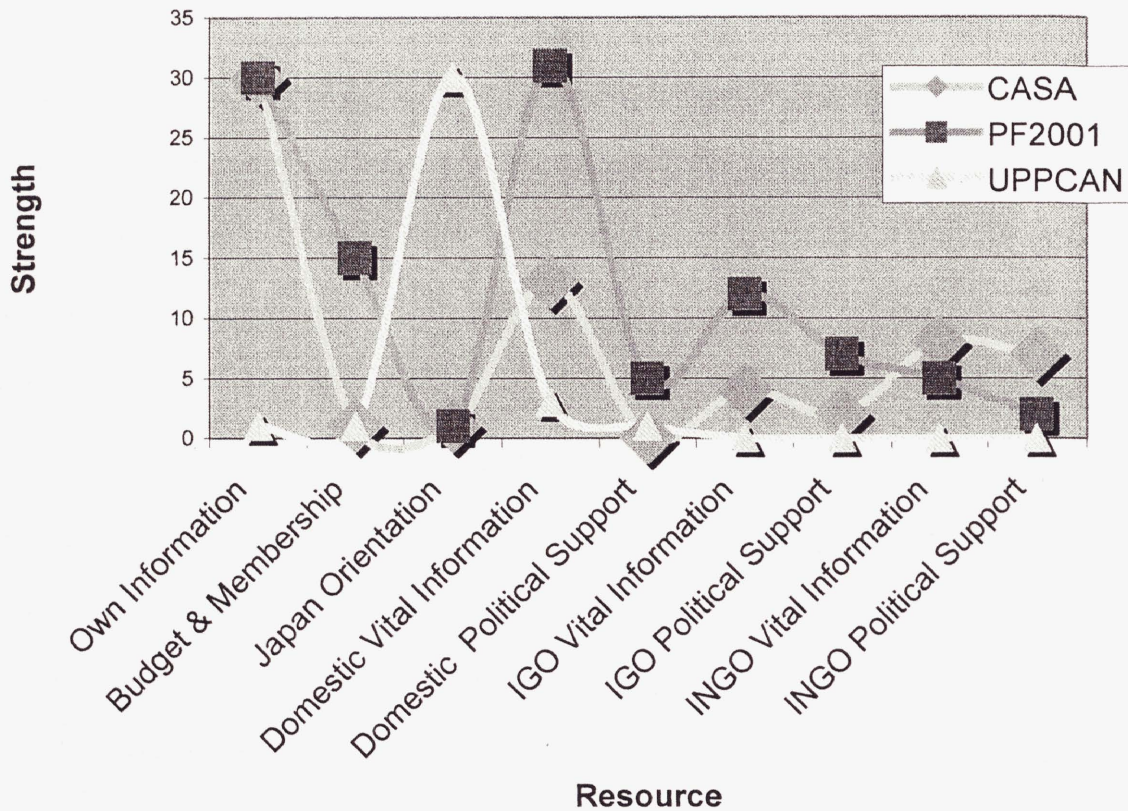 35
30
25
20
15
10
5
0
Strength
CASA
PF2001
UPPCAN
Own Information
Budget & Membership
Japan Orientation
Domestic Vital Information
Domestic Political Support
IGO Vital Information
IGO Political Support
INGO Vital Information
INGO Political Support
Resource